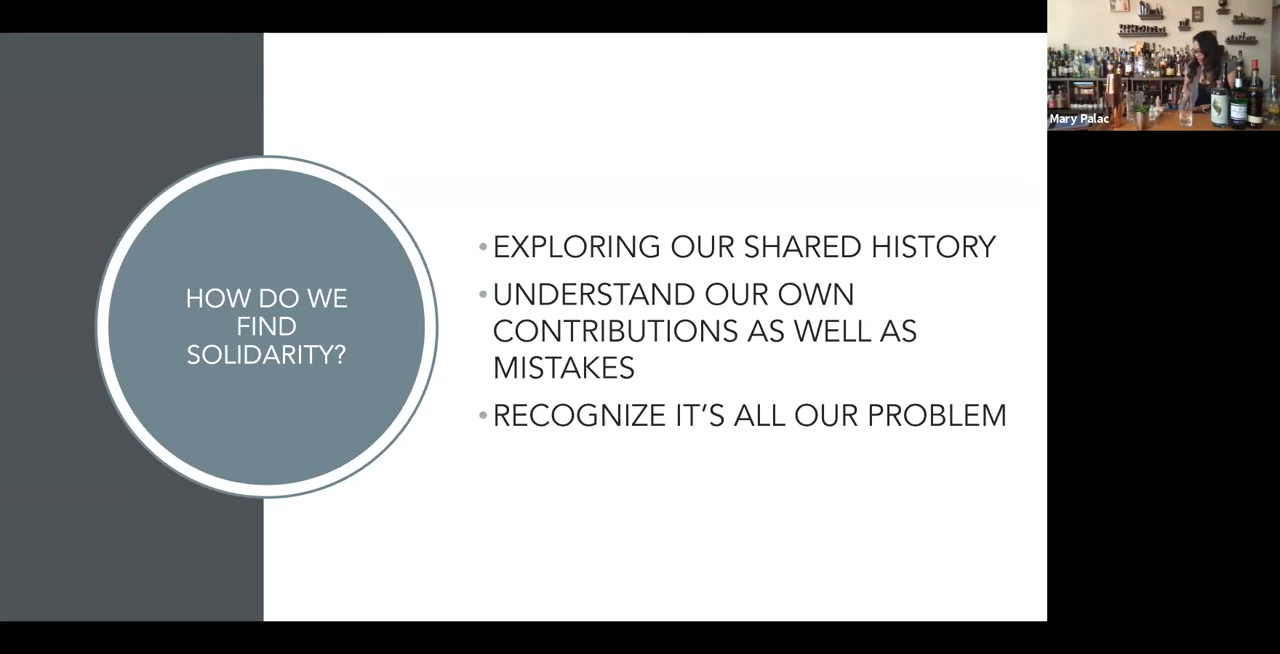 HOW DO WE
FIND
SOLIDARITY?
• EXPLORING OUR SHARED HISTORY
• UNDERSTAND OUR OWN
CONTRIBUTIONS AS WELL AS
MISTAKES
• RECOGNIZE IT’S ALL OUR PROBLEM
Mary Palac